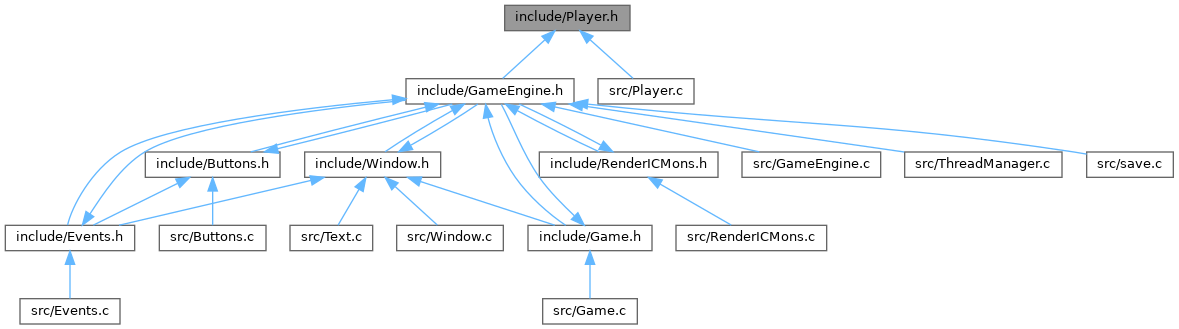 include/Player.h
include/GameEngine.h
src/Player.c
include/Buttons.h
include/Window.h
include/RenderICMons.h
src/GameEngine.c
src/ThreadManager.c
src/save.c
include/Events.h
src/Buttons.c
src/Text.c
src/Window.c
include/Game.h
src/RenderICMons.c
src/Events.c
src/Game.c